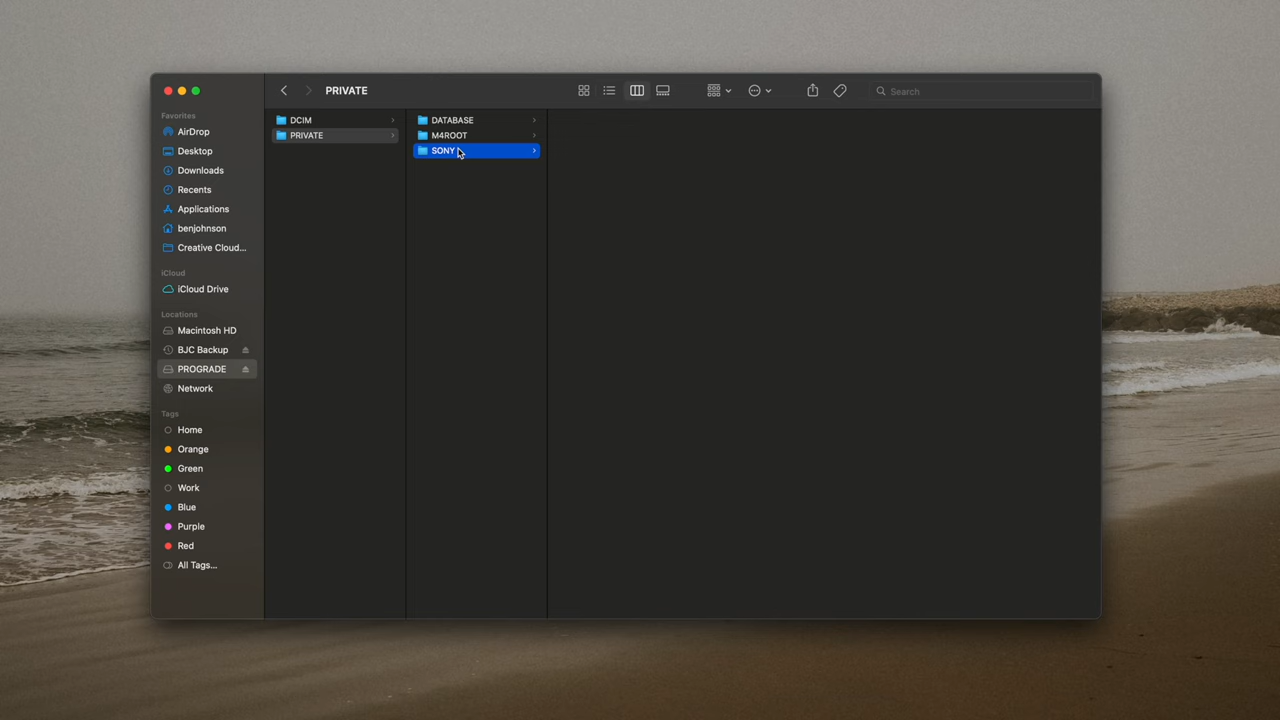 PRIVATE
Search
Favorites
AirDrop
Desktop
Downloads
Recents
Applications
benjohnson
Creative Cloud...
iCloud
iCloud Drive
Locations
Macintosh HD
BJC Backup
PROGRADE
Network
Tags
Home
Orange
Green
Work
Blue
Purple
Red
All Tags...
DCIM
PRIVATE
DATABASE
M4ROOT
SONY